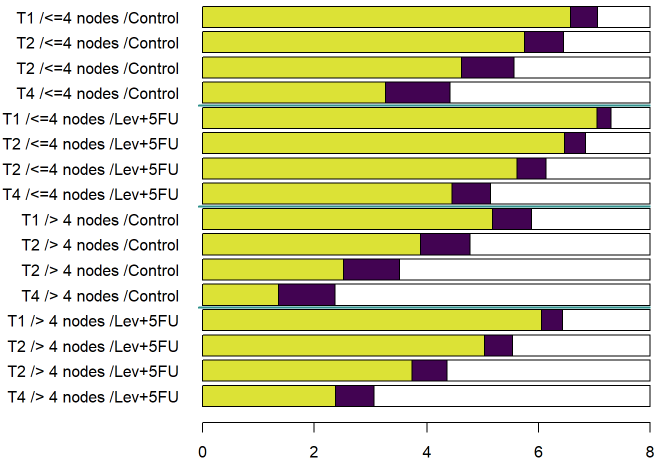 T1 /<=4 nodes /Control
T2 /<=4 nodes /Control
T2 /<=4 nodes /Control
T4 /<=4 nodes /Control
T1 /<=4 nodes /Lev+5FU
T2 /<=4 nodes /Lev+5FU
T2 /<=4 nodes /Lev+5FU
T4 /<=4 nodes /Lev+5FU
T1 /> 4 nodes /Control
T2 /> 4 nodes /Control
T2 /> 4 nodes /Control
T4 /> 4 nodes /Control
T1 /> 4 nodes /Lev+5FU
T2 /> 4 nodes /Lev+5FU
T2 /> 4 nodes /Lev+5FU
T4 /> 4 nodes /Lev+5FU
0 2 4 6 8